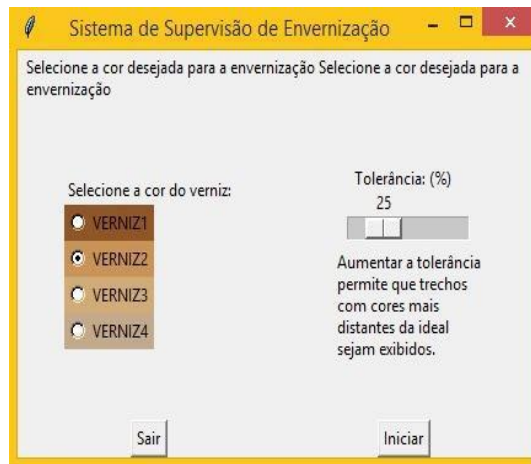 Sistema de Supervisão de Envernização
Selecione a cor desejada para a envernização Selecione a cor desejada para a
envernização
Selecione a cor do verniz:
VERNIZ1
VERNIZ2
VERNIZ3
VERNIZ4
Tolerância: (%)
25
Aumentar a tolerância
permite que trechos
com cores mais
distantes da ideal
sejam exibidos.
Sair
Iniciar